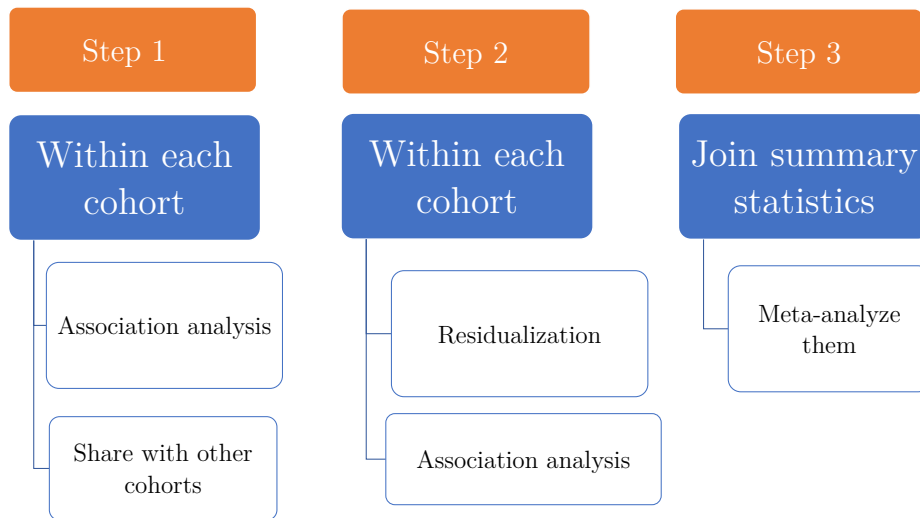 Step 1
Within each
cohort
Association analysis
Share with other
cohorts
Step 2
Within each
cohort
Residualization
Association analysis
Step 3
Join summary
statistics
Meta-analyze
them